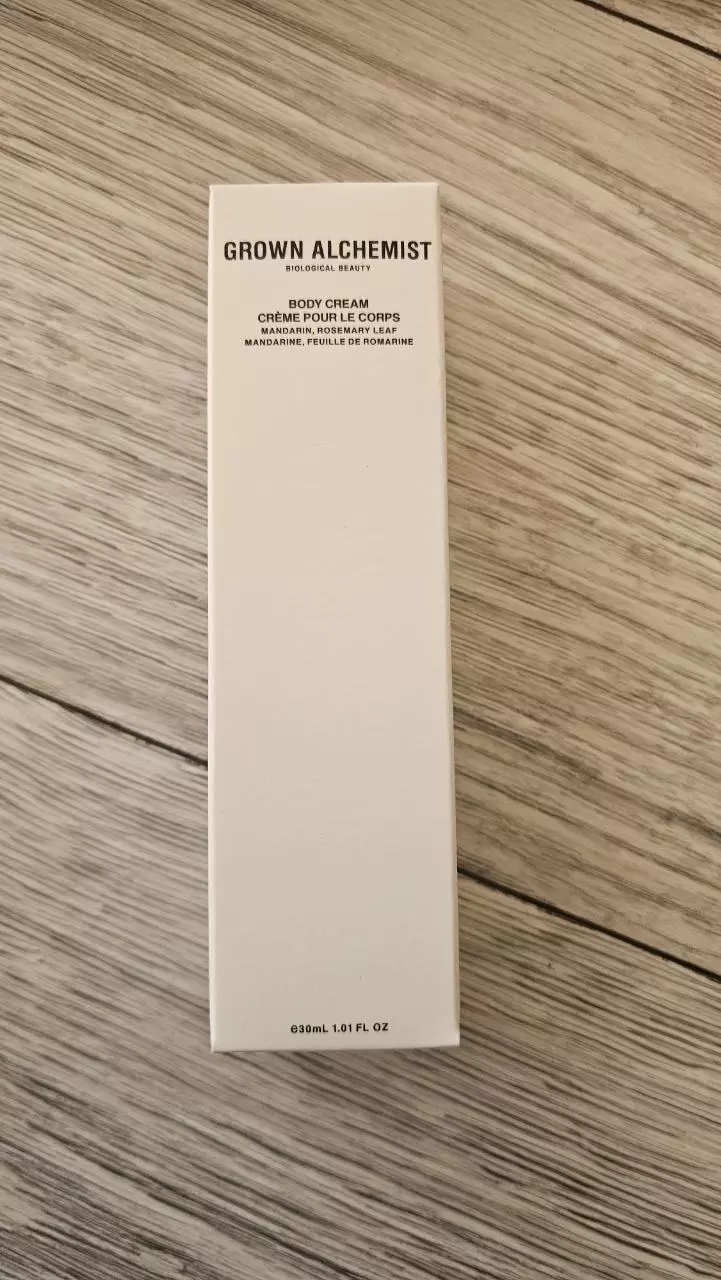 GROWN ALCHEMIST
BIOLOGICAL BEAUTY
BODY CREAM
CRÈME POUR LE CORPS
MANDARIN, ROSEMARY LEAF
MANDARINE, FEUILLE DE ROMARINE
℮30mL 1.01 FL OZ